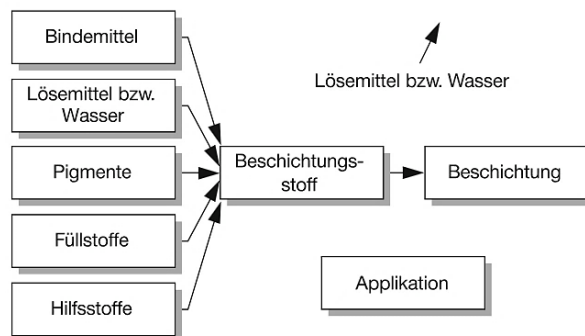 Bindemittel
Lösemittel bzw.
Wasser
Pigmente
Füllstoffe
Hilfsstoffe
Beschichtungs-
stoff
Lösemittel bzw. Wasser
Beschichtung
Applikation